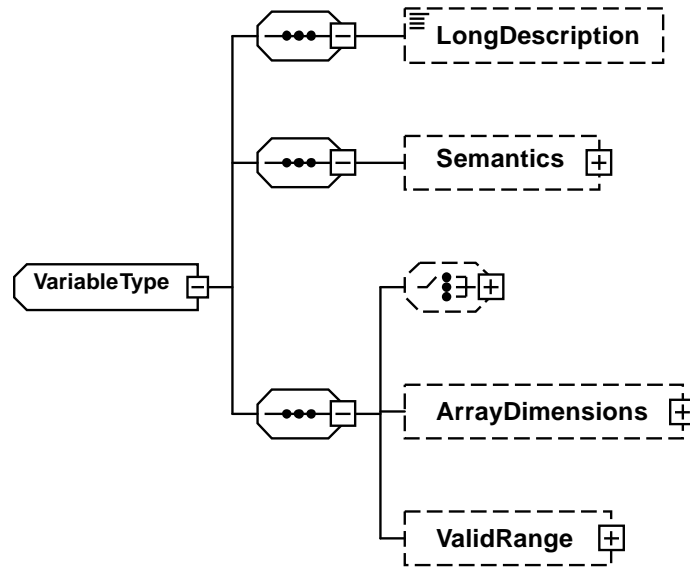 LongDescription
Semantics
VariableType
ArrayDimensions
ValidRange